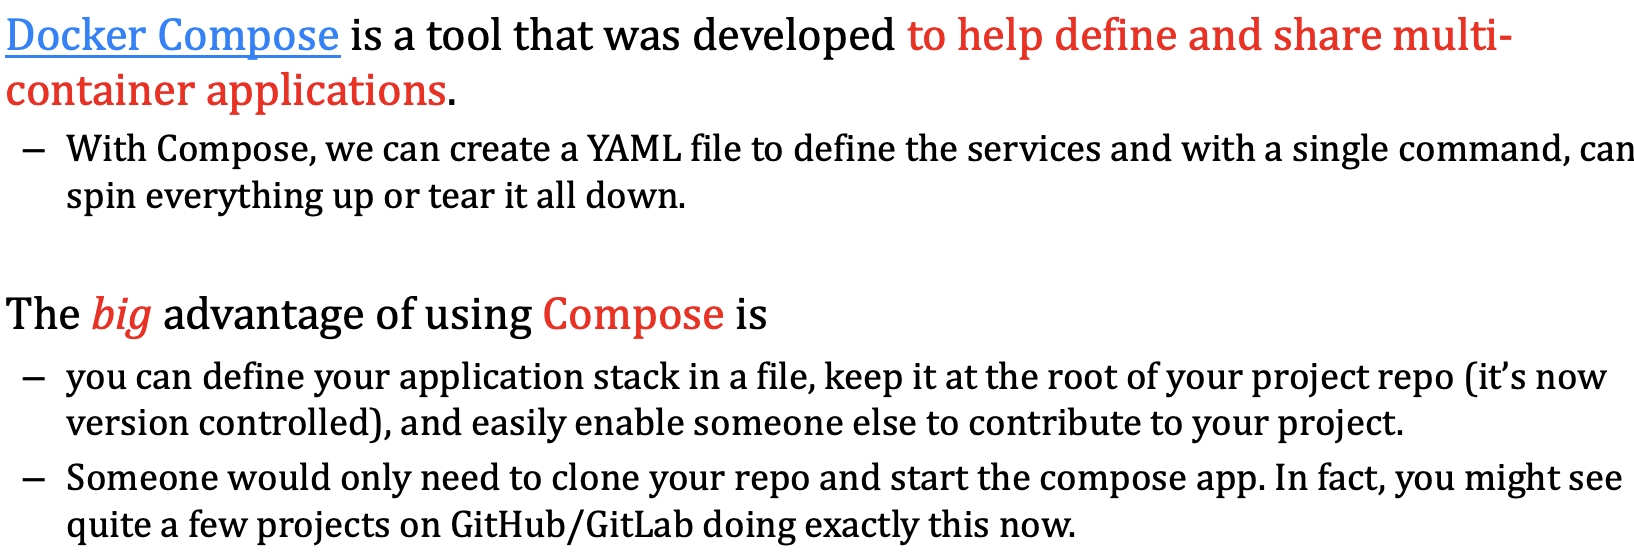 Docker Compose is a tool that was developed to help define and share multi-
container applications.
– With Compose, we can create a YAML file to define the services and with a single command, can
spin everything up or tear it all down.
The big advantage of using Compose is
– you can define your application stack in a file, keep it at the root of your project repo (it’s now
version controlled), and easily enable someone else to contribute to your project.
– Someone would only need to clone your repo and start the compose app. In fact, you might see
quite a few projects on GitHub/GitLab doing exactly this now.